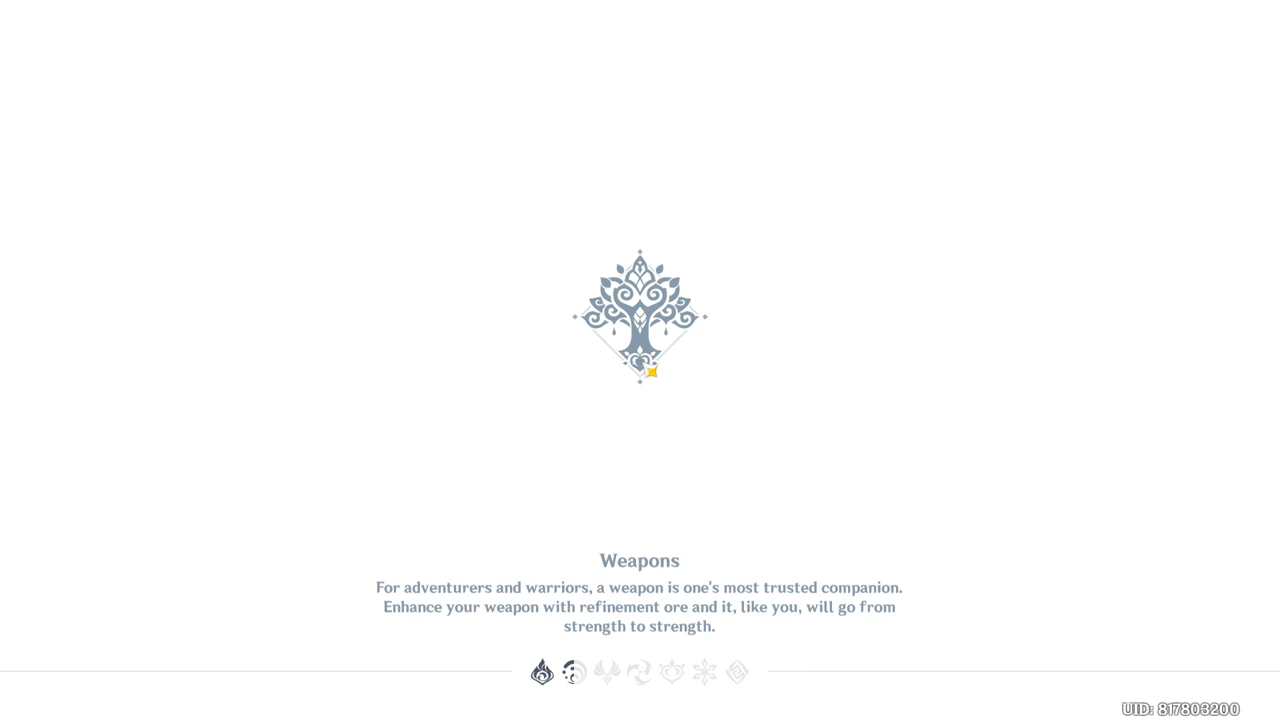 Weapons
For adventurers and warriors, a weapon is one's most trusted companion.
Enhance your weapon with refinement ore and it, like you, will go from
strength to strength.
UID: 817803200